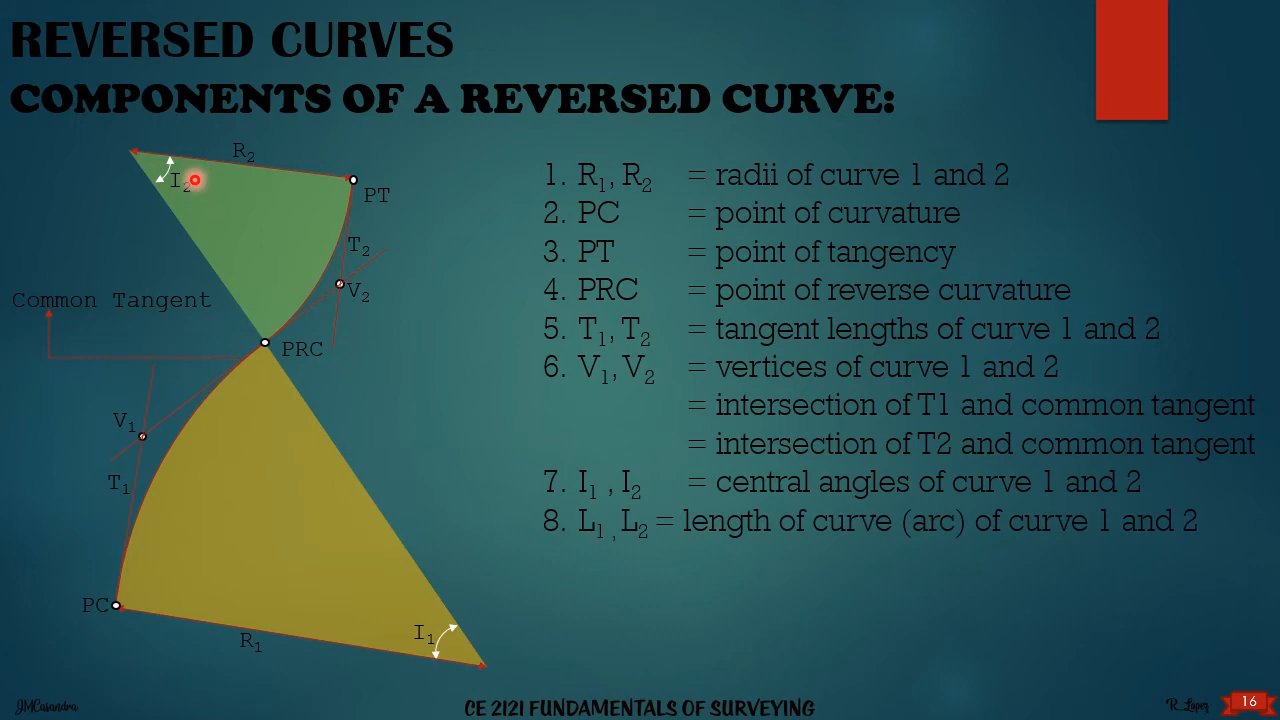 REVERSED CURVES
COMPONENTS OF A REVERSED CURVE:
R2
I2
PT
T2
V2
Common Tangent
PRC
V1
T1
PC
R1
I1
1. R1, R2 = radii of curve 1 and 2
2. PC = point of curvature
3. PT = point of tangency
4. PRC = point of reverse curvature
5. T1, T2 = tangent lengths of curve 1 and 2
6. V1, V2 = vertices of curve 1 and 2
= intersection of T1 and common tangent
= intersection of T2 and common tangent
7. I1 , I2 = central angles of curve 1 and 2
8. L1 , L2 = length of curve (arc) of curve 1 and 2
JMCasandra
CE 2121 FUNDAMENTALS OF SURVEYING
R_Lopez
16